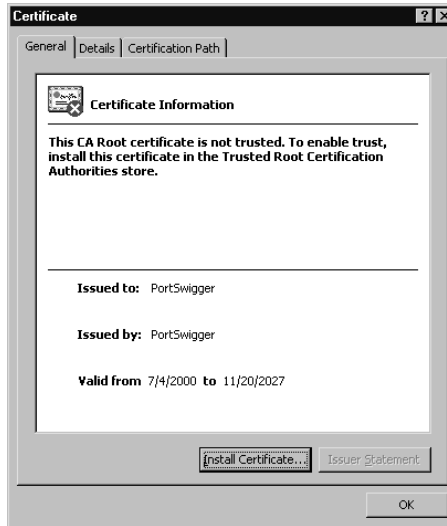 Certificate
General Details Certification Path
Certificate Information
This CA Root certificate is not trusted. To enable trust,
install this certificate in the Trusted Root Certification
Authorities store.
Issued to: PortSwigger
Issued by: PortSwigger
Valid from 7/4/2000 to 11/20/2027
Install Certificate... Issuer Statement
OK